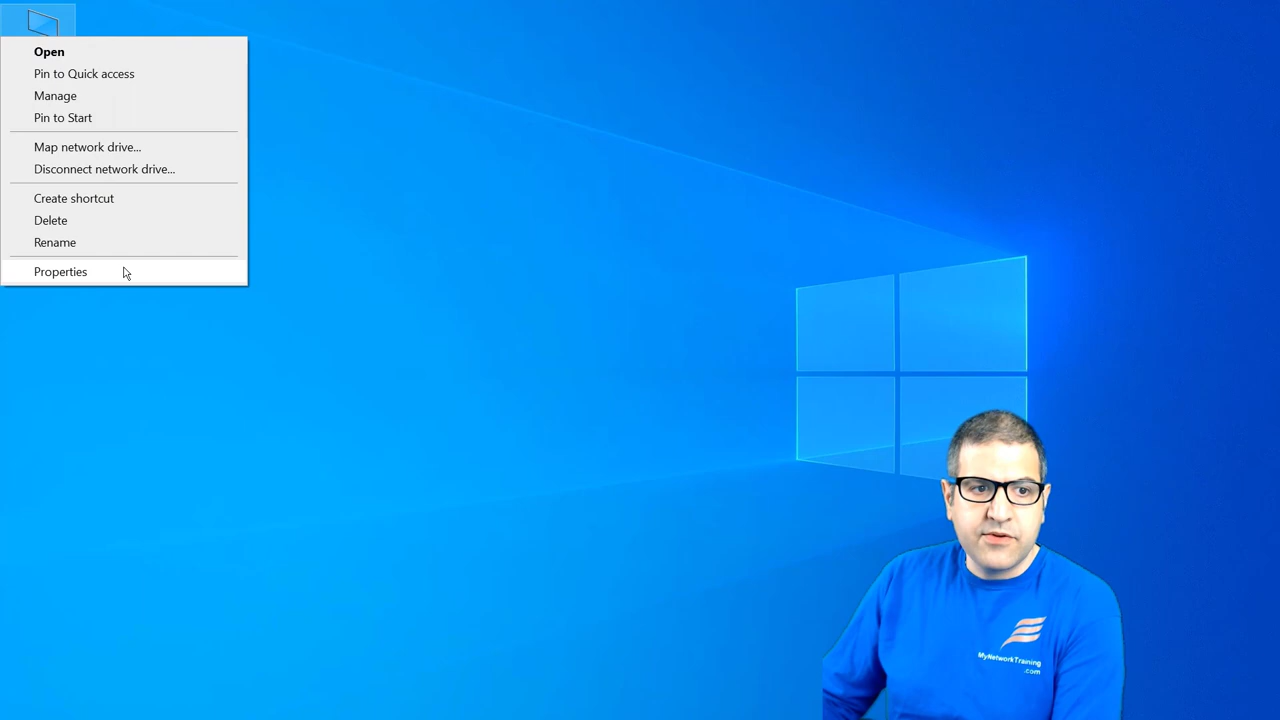 Open
Pin to Quick access
Manage
Pin to Start
Map network drive...
Disconnect network drive...
Create shortcut
Delete
Rename
Properties
MyNetworkTraining
.com